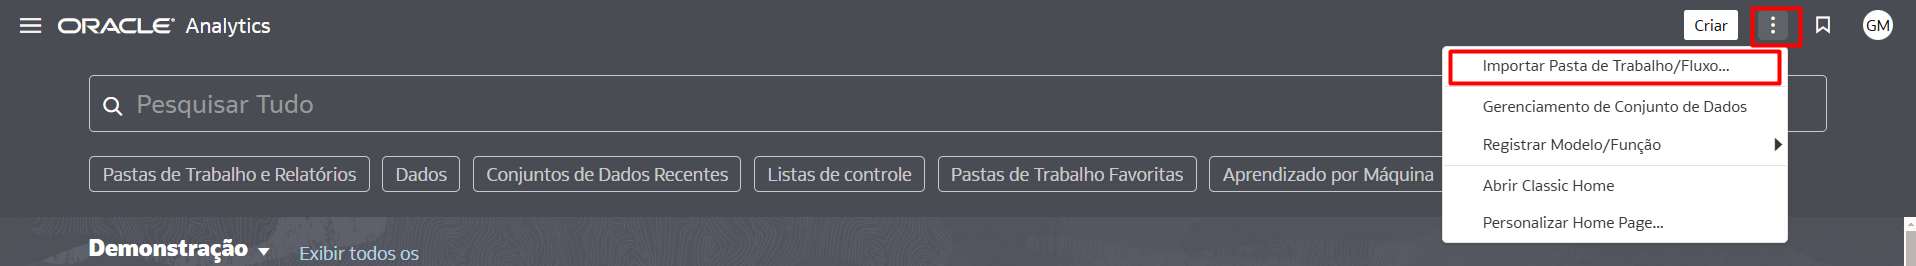 ORACLE Analytics
Criar
GM
Importar Pasta de Trabalho/Fluxo...
Pesquisar Tudo
Gerenciamento de Conjunto de Dados
Registrar Modelo/Função
Pastas de Trabalho e Relatórios
Dados
Conjuntos de Dados Recentes
Listas de controle
Pastas de Trabalho Favoritas
Aprendizado por Máquina
Abrir Classic Home
Personalizar Home Page...
Demonstração
Exibir todos os